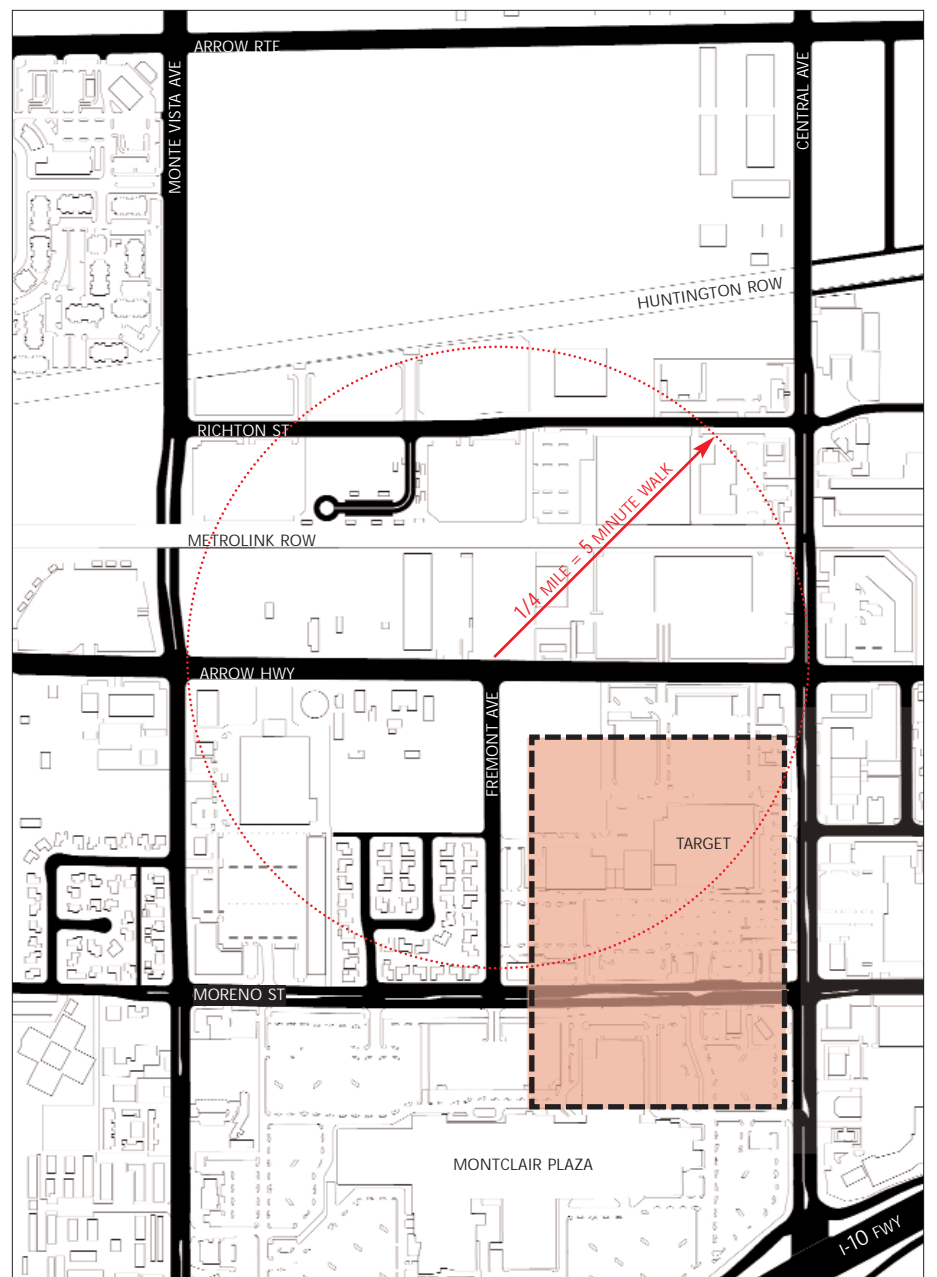 ARROW RTE
MONTE VISTA AVE
CENTRAL AVE
HUNTINGTON ROW
RICHTON ST
1/4 MILE = 5 MINUTE WALK
METROLINK ROW
ARROW HWY
FREMONT AVE
TARGET
MORENO ST
MONTCLAIR PLAZA
I-10 FWY